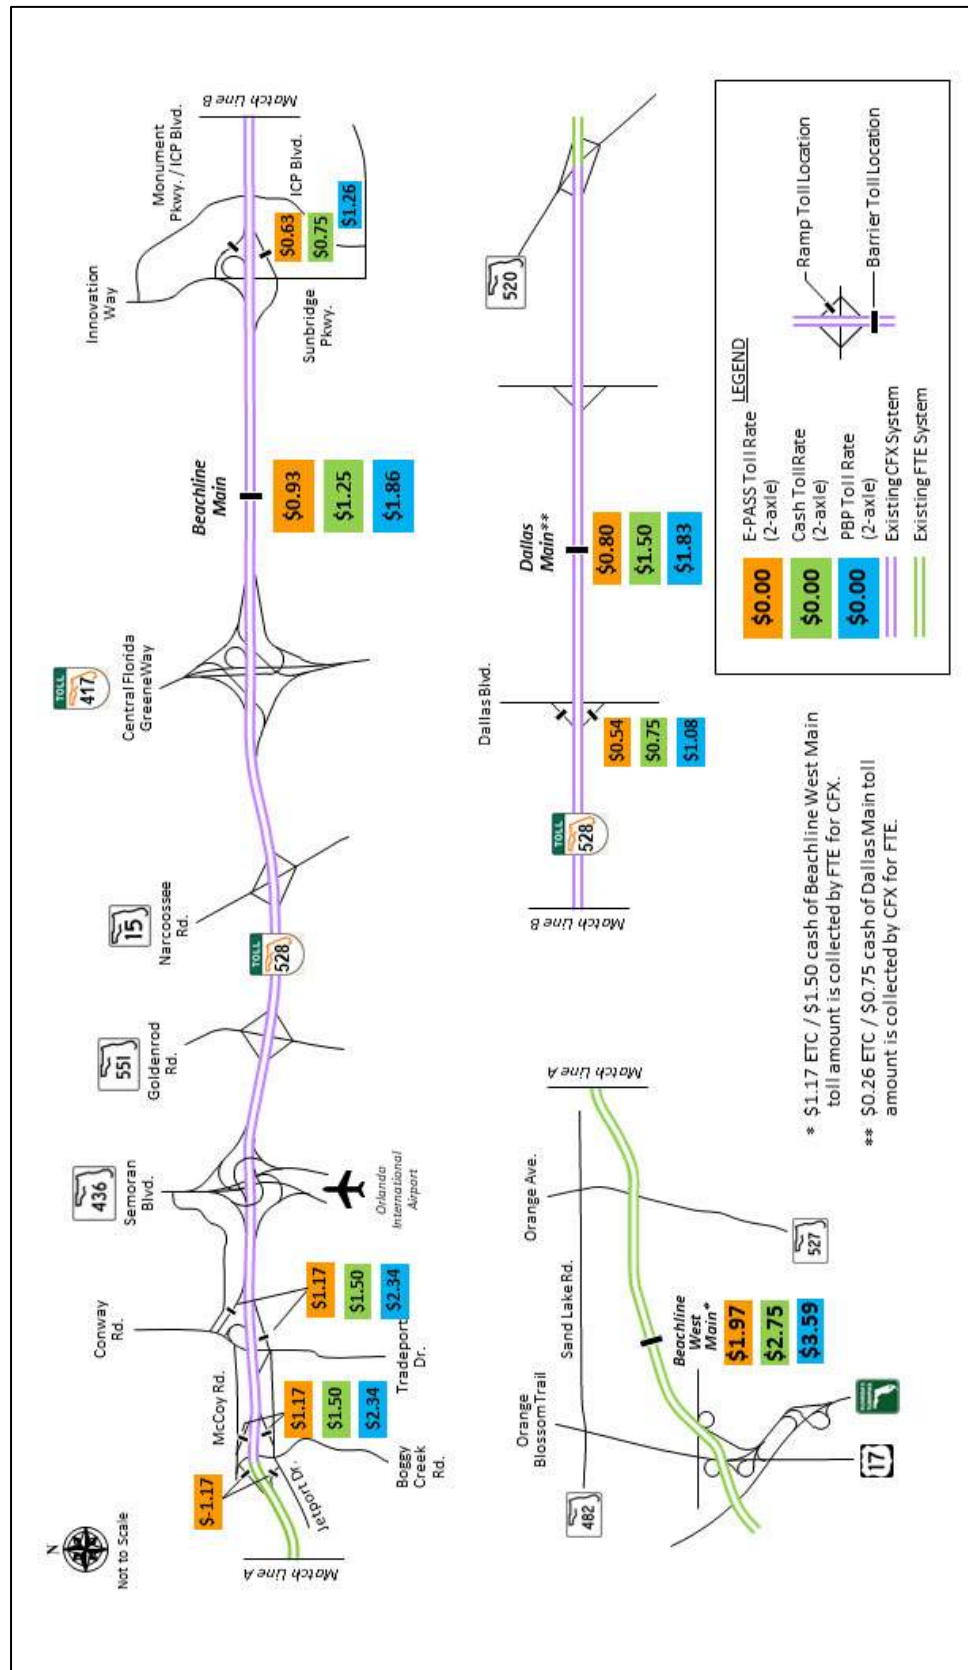 N
Not to Scale
Match Line A
$-1.17
Jetport Dr.
McCoy Rd.
$1.17
$1.50
$2.34
Boggy
Creek
Rd.
Conway
Rd.
$1.17
$1.50
$2.34
Tradeport
Dr.
436
Semoran
Blvd.
Orlando
International
Airport
551
Goldenrod
Rd.
TOLL
528
15
Narcoossee
Rd.
TOLL
417
Central Florida
GreeneWay
Beachline
Main
$0.93
$1.25
$1.86
Innovation
Way
Monument
Pkwy. / ICP Blvd.
ICP Blvd.
Sunbridge
Pkwy.
$0.63
$0.75
$1.26
Match Line B
482
Orange
Blossom Trail
Sand Lake Rd.
Orange Ave.
Match Line A
17
Beachline
West
Main*
$1.97
$2.75
$3.59
527
Match Line B
TOLL
528
Dallas Blvd.
$0.54
$0.75
$1.08
Dallas
Main**
$0.80
$1.50
$1.83
520
* $1.17 ETC / $1.50 cash of Beachline West Main
toll amount is collected by FTE for CFX.
** $0.26 ETC / $0.75 cash of Dallas Main toll
amount is collected by CFX for FTE.
LEGEND
$0.00 E-PASS Toll Rate
(2-axle)
$0.00 Cash Toll Rate
(2-axle)
$0.00 PBP Toll Rate
(2-axle)
Existing CFX System
Existing FTE System
Ramp Toll Location
Barrier Toll Location